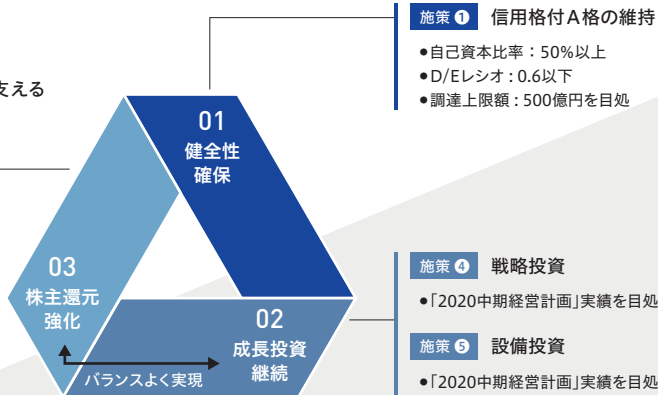 施策❶ 信用格付A格の維持
●自己資本比率：50%以上
●D/Eレシオ：0.6以下
●調達上限額：500億円を目処
支える
01
健全性
確保
03
株主還元
強化
02
成長投資
継続
バランスよく実現
施策❹ 戦略投資
●「2020中期経営計画」実績を目処
施策❺ 設備投資
●「2020中期経営計画」実績を目処